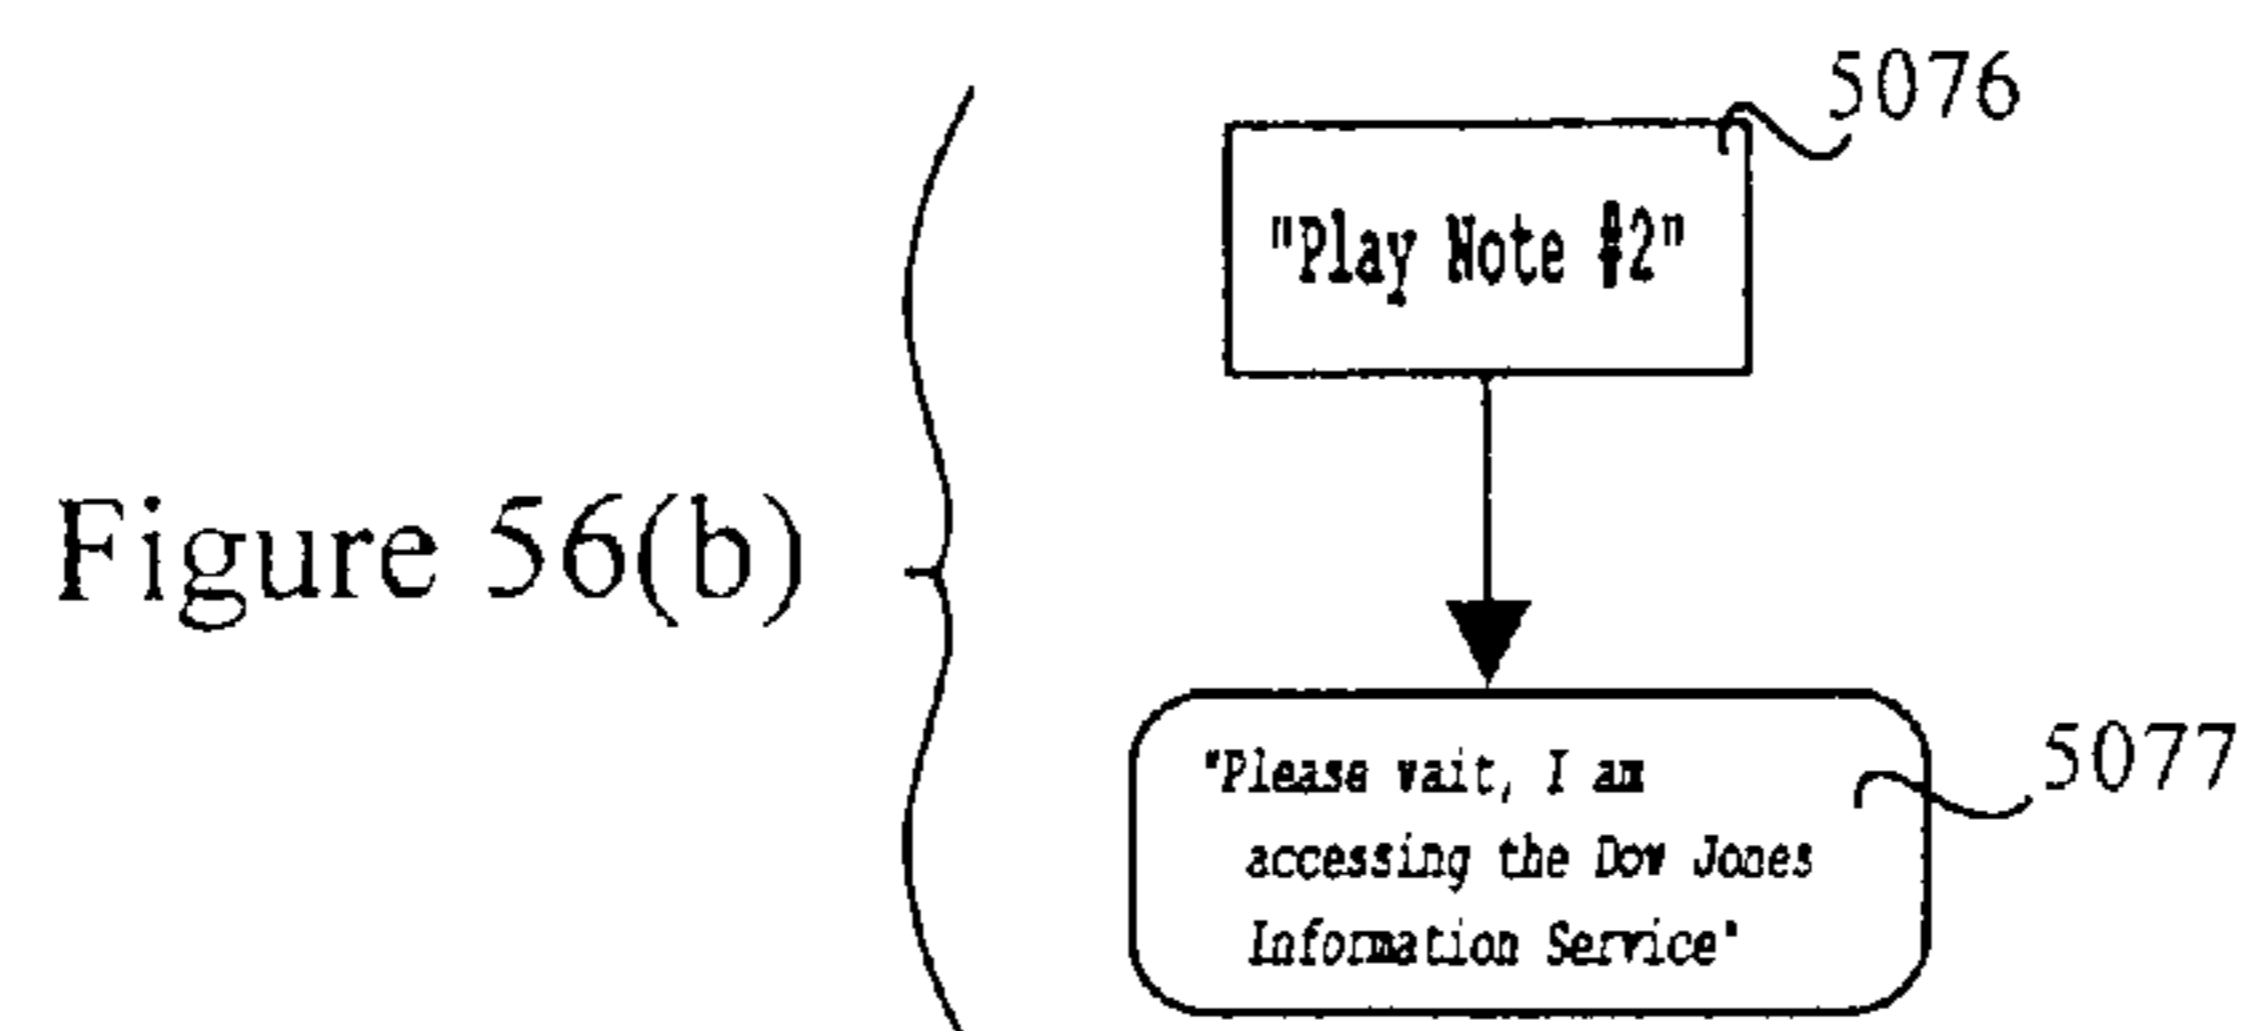 5076
"Play Note #2"
Figure 56(b)
"Please wait, I am
accessing the Dow Jones
Information Service"
5077